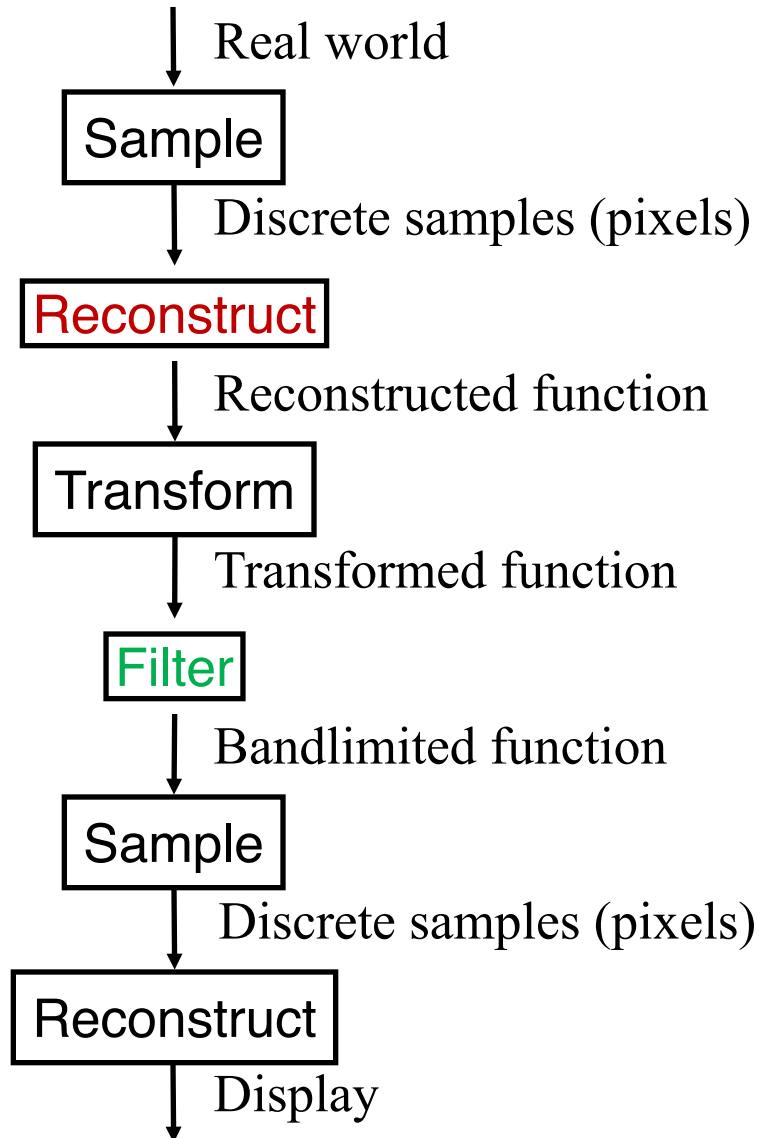 Real world
Sample
Discrete samples (pixels)
Reconstruct
Reconstructed function
Transform
Transformed function
Filter
Bandlimited function
Sample
Discrete samples (pixels)
Reconstruct
Display